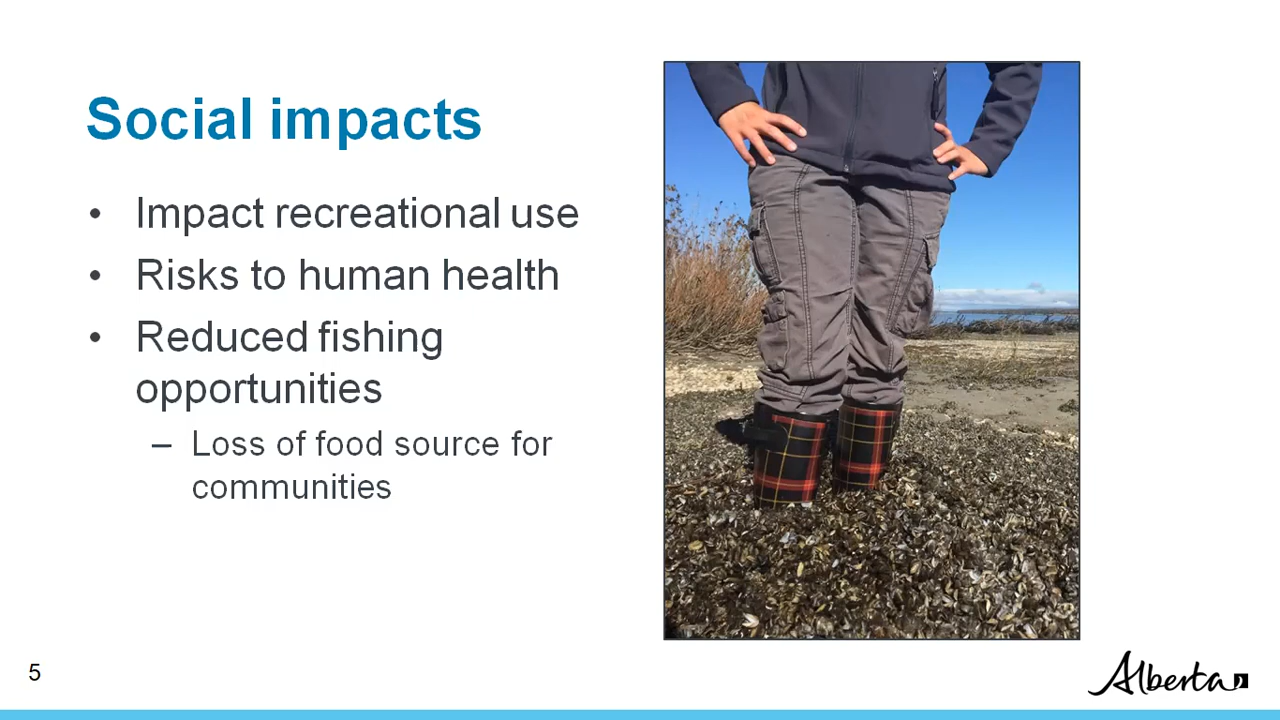 Social impacts
• Impact recreational use
• Risks to human health
• Reduced fishing
opportunities
– Loss of food source for
communities
5
Alberta